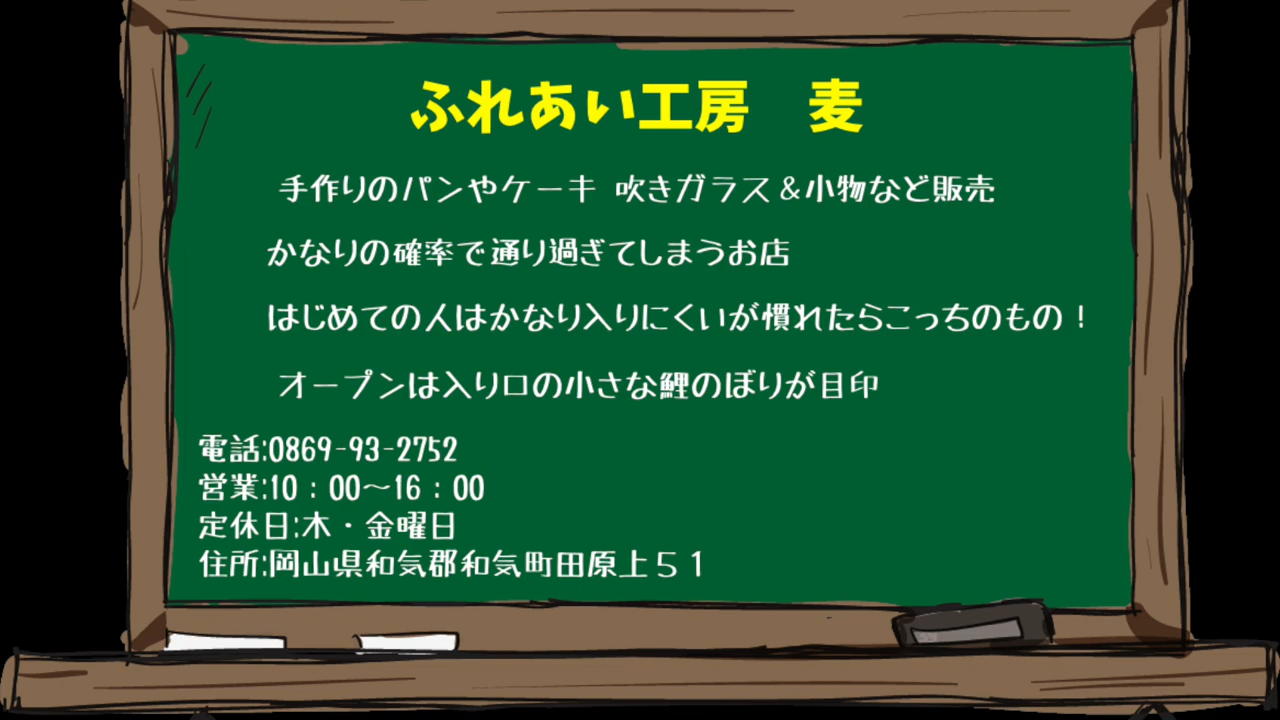 ふれあい工房　麦
手作りのパンやケーキ 吹きガラス＆小物など販売
かなりの確率で通り過ぎてしまうお店
はじめての人はかなり入りにくいが慣れたらこっちのもの！
オープンは入り口の小さな鯉のぼりが目印
電話:0869-93-2752
営業:10：00～16：00
定休日:木・金曜日
住所:岡山県和気郡和気町田原上５１